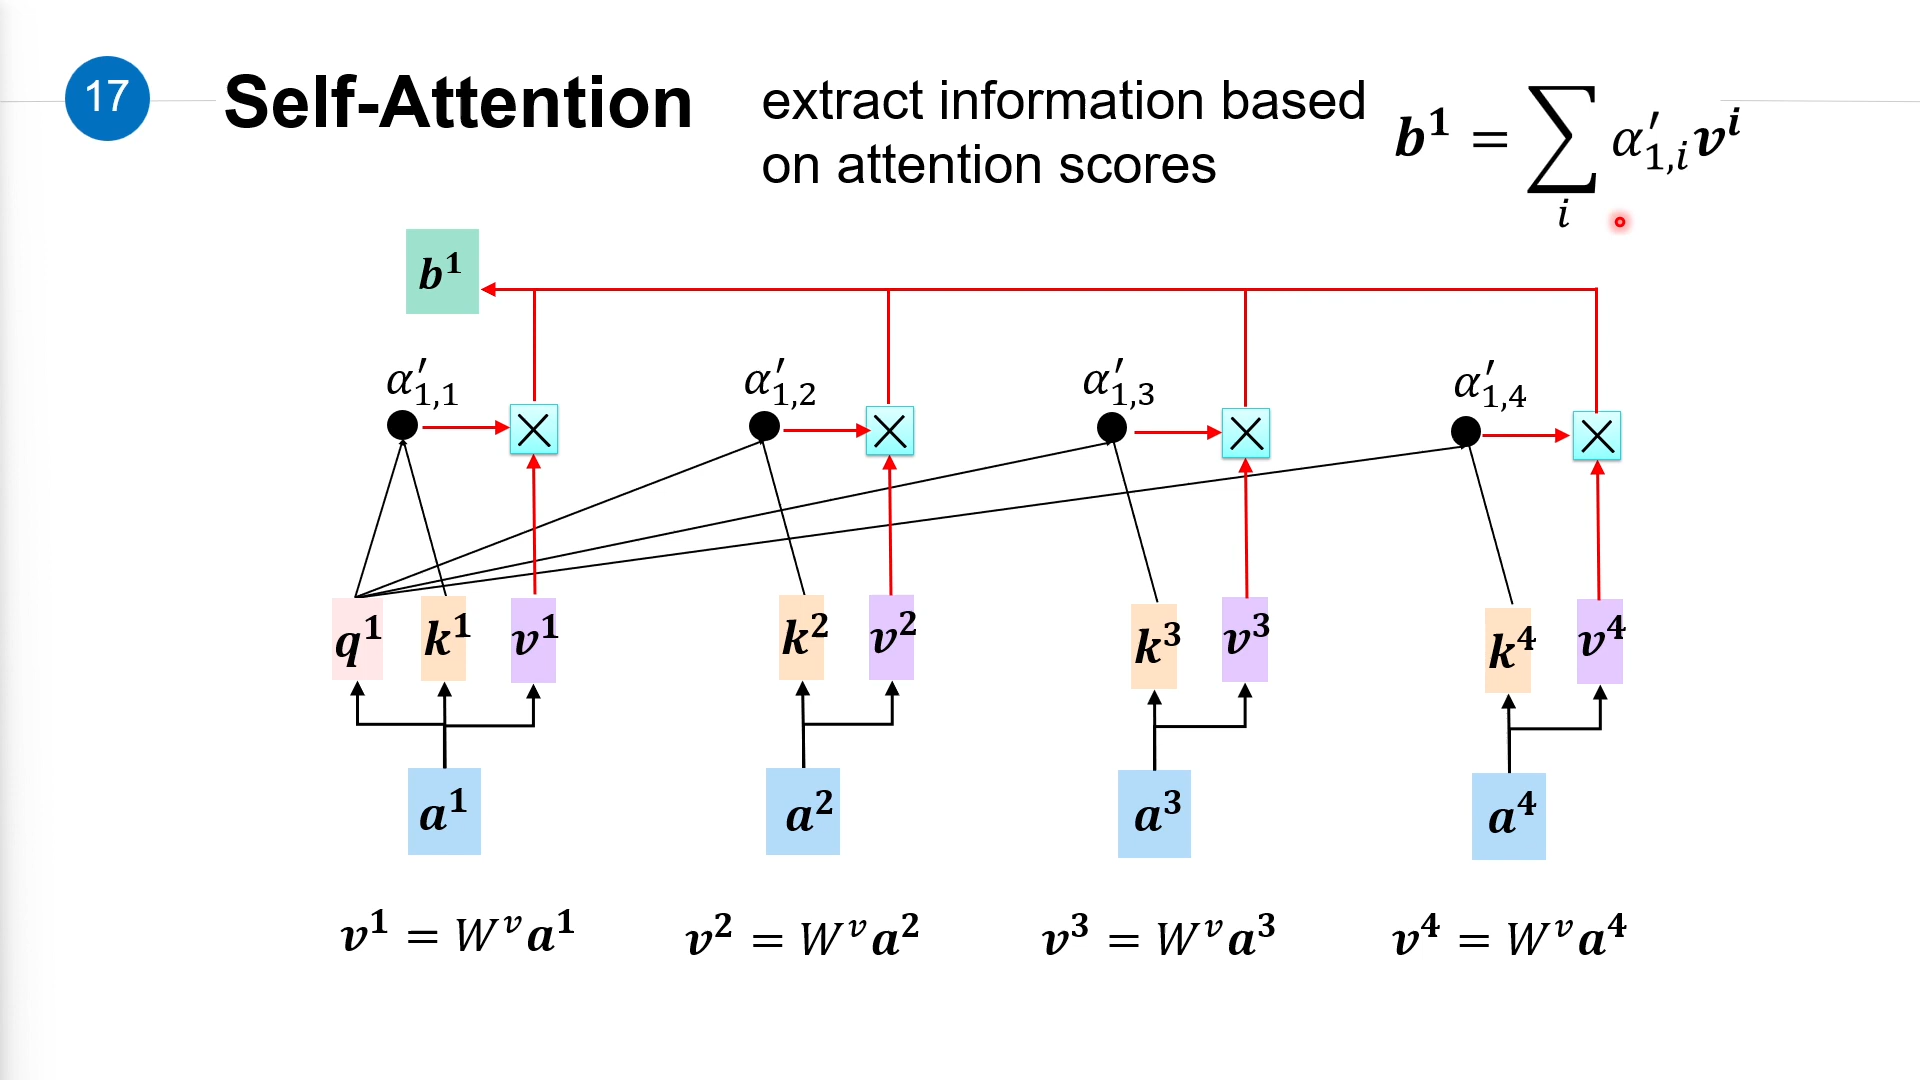 17
Self-Attention
extract information based
on attention scores
𝒃¹ = ∑ᵢ α′₁,ᵢ𝒗ⁱ
𝒃¹
α′₁,₁ α′₁,₂ α′₁,₃ α′₁,₄
× × × ×
𝒒¹ 𝒌¹ 𝒗¹ 𝒌² 𝒗² 𝒌³ 𝒗³ 𝒌⁴ 𝒗⁴
𝒂¹ 𝒂² 𝒂³ 𝒂⁴
𝒗¹ = Wᵛ𝒂¹ 𝒗² = Wᵛ𝒂² 𝒗³ = Wᵛ𝒂³ 𝒗⁴ = Wᵛ𝒂⁴